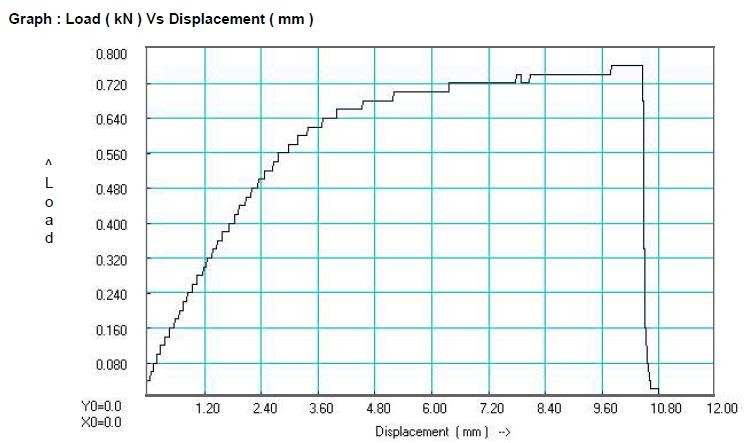 Graph : Load ( kN ) Vs Displacement ( mm )
0.800
0.720
0.640
0.560
0.480
0.400
0.320
0.240
0.160
0.080
^
L
o
a
d
Y0=0.0
X0=0.0
1.20 2.40 3.60 4.80 6.00 7.20 8.40 9.60 10.80 12.00
Displacement ( mm ) -->